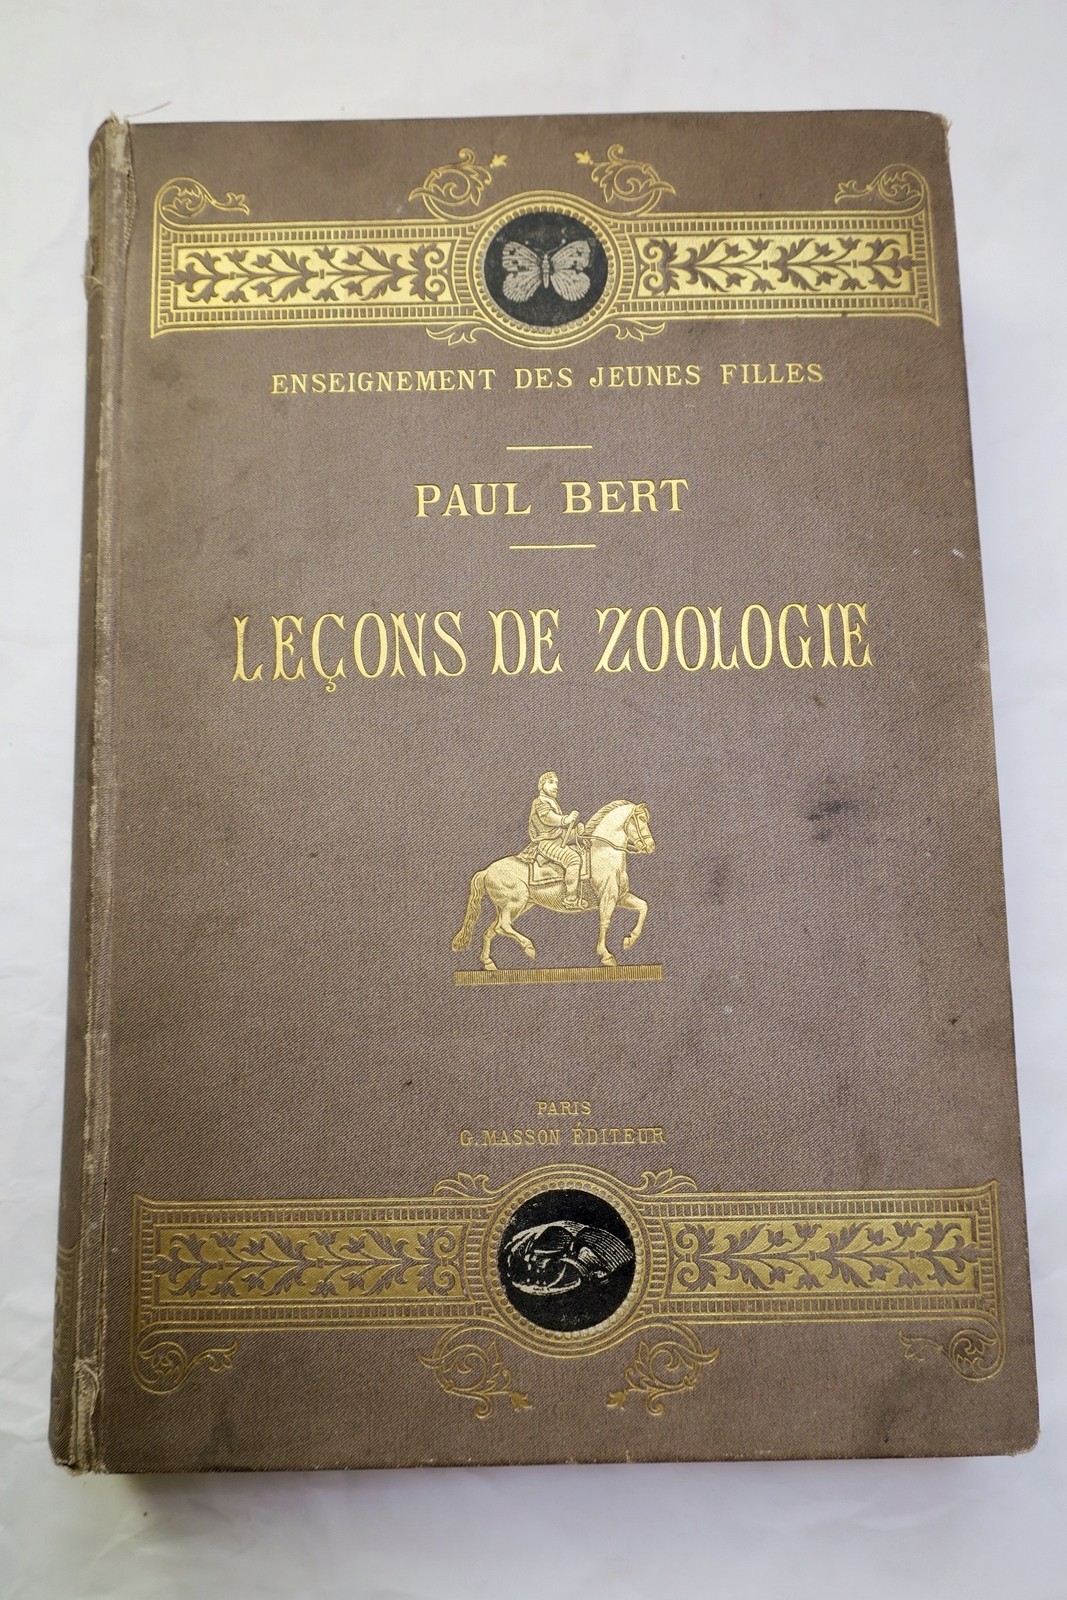 ENSEIGNEMENT DES JEUNES FILLES
PAUL BERT
LEÇONS DE ZOOLOGIE
PARIS
G. MASSON ÉDITEUR